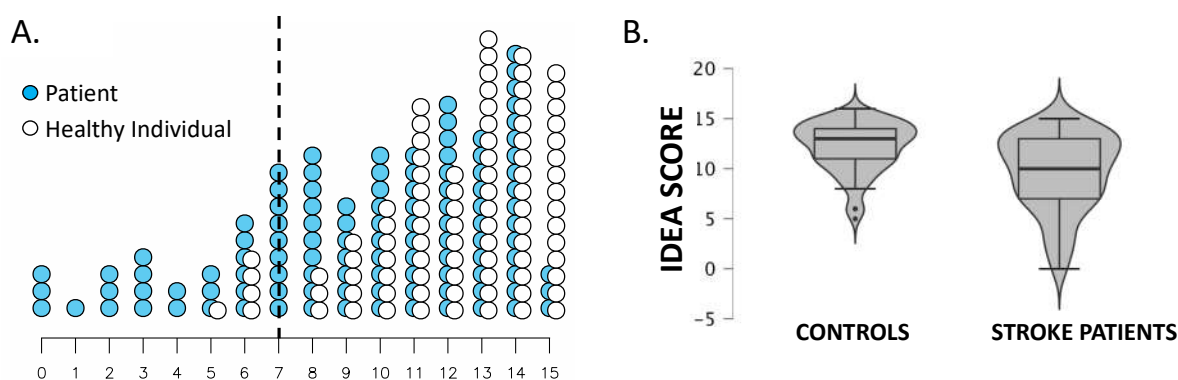 A.
Patient
Healthy Individual
0 1 2 3 4 5 6 7 8 9 10 11 12 13 14 15
B.
IDEA SCORE
20
15
10
5
0
−5
CONTROLS STROKE PATIENTS